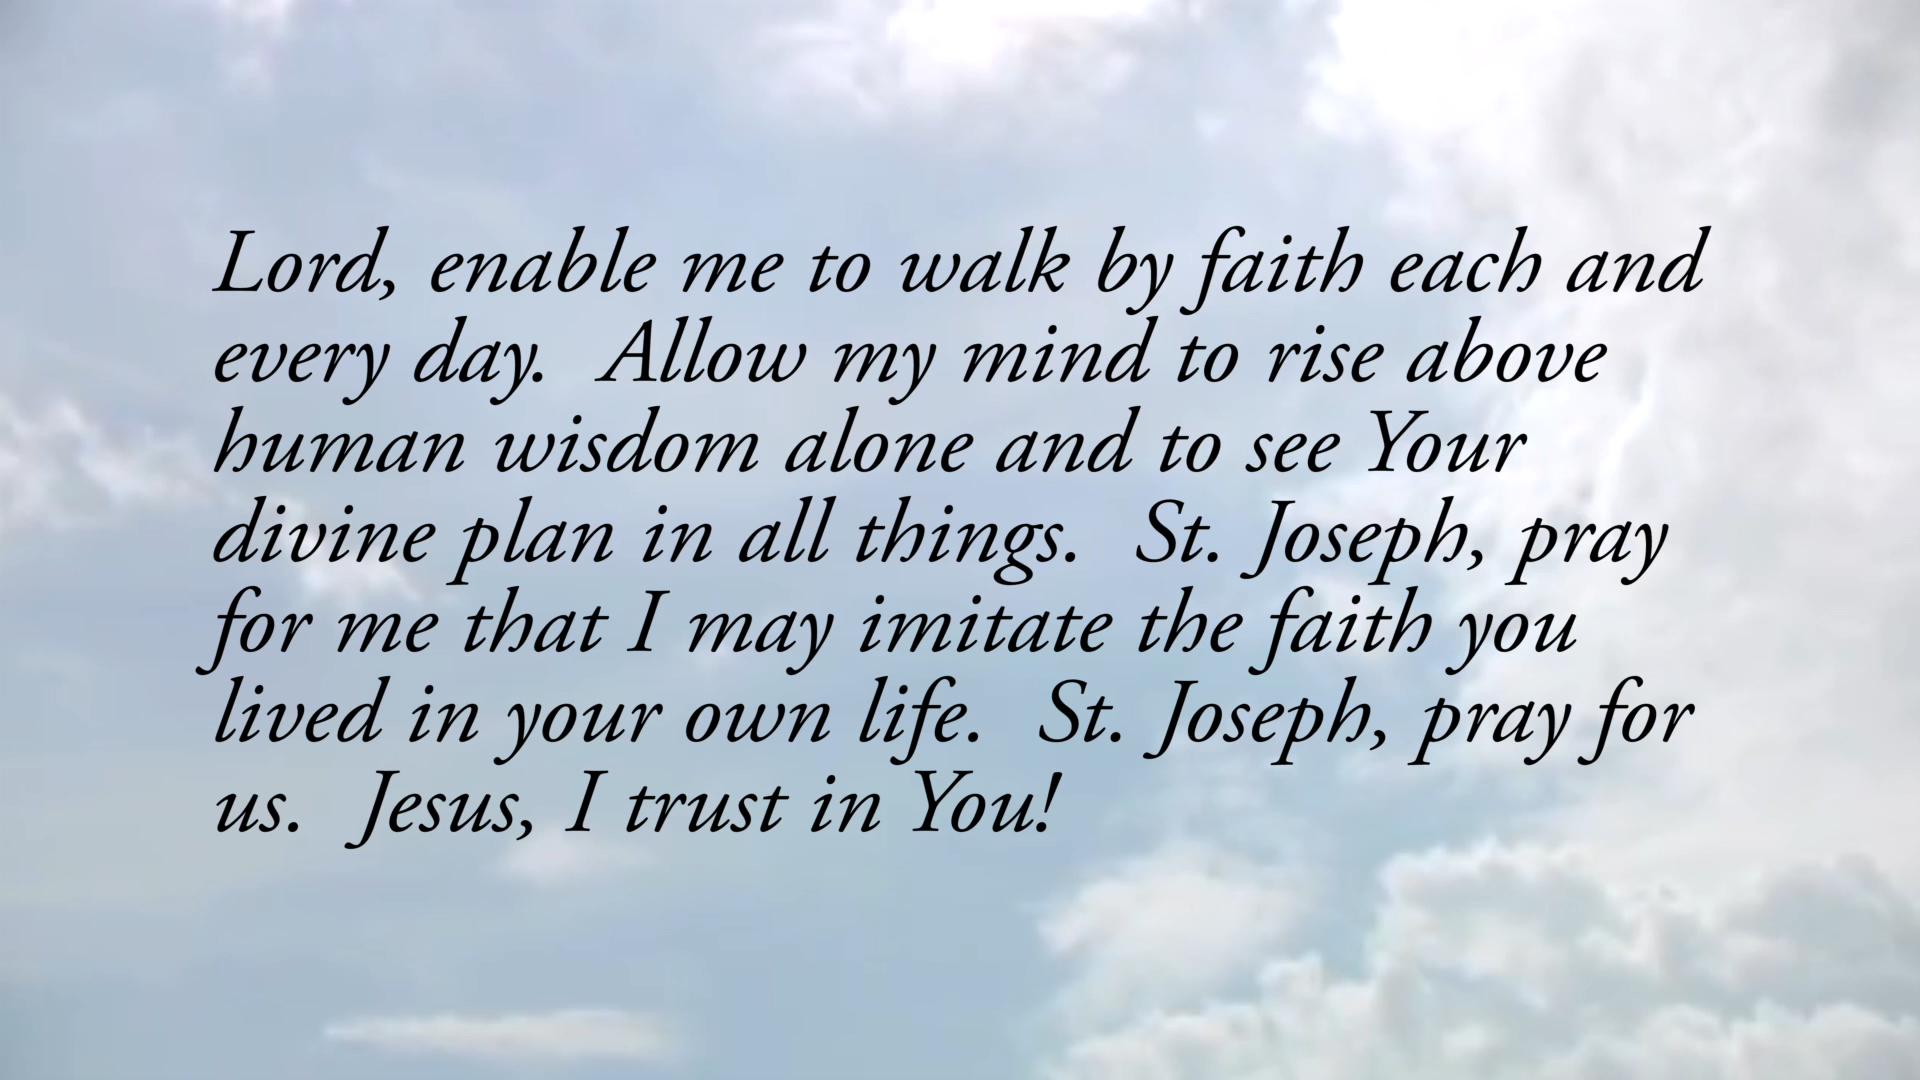 Lord, enable me to walk by faith each and
every day.  Allow my mind to rise above
human wisdom alone and to see Your
divine plan in all things.  St. Joseph, pray
for me that I may imitate the faith you
lived in your own life.  St. Joseph, pray for
us.  Jesus, I trust in You!